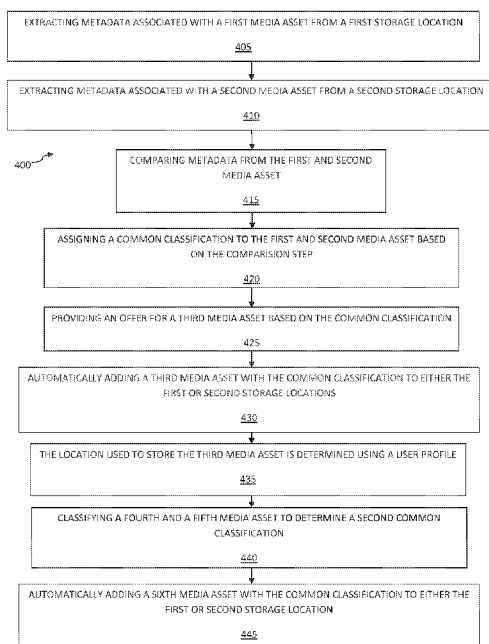 EXTRACTING METADATA ASSOCIATED WITH A FIRST MEDIA ASSET FROM A FIRST STORAGE LOCATION
405
EXTRACTING METADATA ASSOCIATED WITH A SECOND MEDIA ASSET FROM A SECOND STORAGE LOCATION
410
400
COMPARING METADATA FROM THE FIRST AND SECOND
MEDIA ASSET
415
ASSIGNING A COMMON CLASSIFICATION TO THE FIRST AND SECOND MEDIA ASSET BASED
ON THE COMPARISION STEP
420
PROVIDING AN OFFER FOR A THIRD MEDIA ASSET BASED ON THE COMMON CLASSIFICATION
425
AUTOMATICALLY ADDING A THIRD MEDIA ASSET WITH THE COMMON CLASSIFICATION TO EITHER THE
FIRST OR SECOND STORAGE LOCATIONS
430
THE LOCATION USED TO STORE THE THIRD MEDIA ASSET IS DETERMINED USING A USER PROFILE
435
CLASSIFYING A FOURTH AND A FIFTH MEDIA ASSET TO DETERMINE A SECOND COMMON
CLASSIFICATION
440
AUTOMATICALLY ADDING A SIXTH MEDIA ASSET WITH THE COMMON CLASSIFICATION TO EITHER THE
FIRST OR SECOND STORAGE LOCATION
445